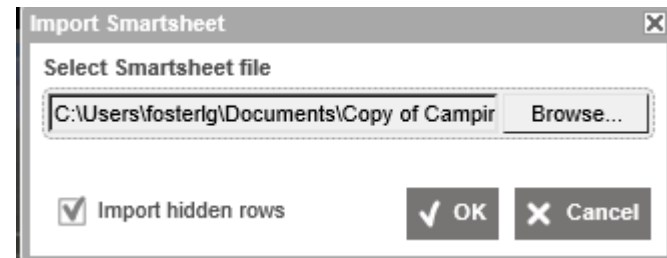 Import Smartsheet
Select Smartsheet file
C:\Users\fosterlg\Documents\Copy of Campir Browse...
Import hidden rows OK Cancel